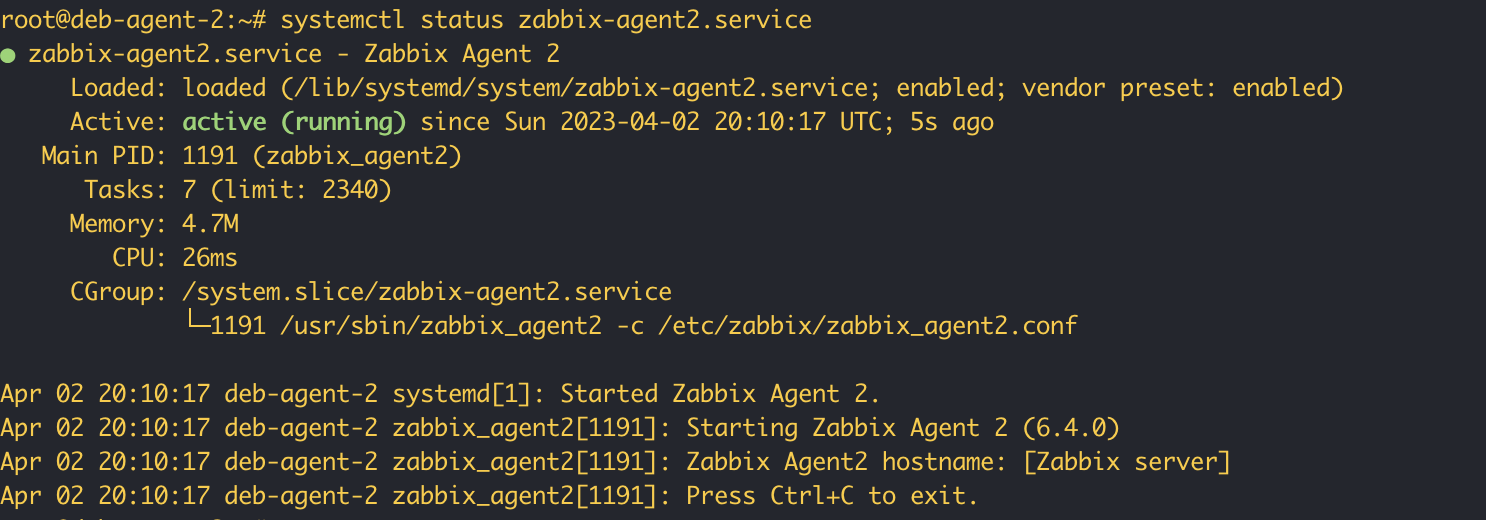 root@deb-agent-2:~# systemctl status zabbix-agent2.service
● zabbix-agent2.service - Zabbix Agent 2
     Loaded: loaded (/lib/systemd/system/zabbix-agent2.service; enabled; vendor preset: enabled)
     Active: active (running) since Sun 2023-04-02 20:10:17 UTC; 5s ago
   Main PID: 1191 (zabbix_agent2)
      Tasks: 7 (limit: 2340)
     Memory: 4.7M
        CPU: 26ms
     CGroup: /system.slice/zabbix-agent2.service
             └─1191 /usr/sbin/zabbix_agent2 -c /etc/zabbix/zabbix_agent2.conf

Apr 02 20:10:17 deb-agent-2 systemd[1]: Started Zabbix Agent 2.
Apr 02 20:10:17 deb-agent-2 zabbix_agent2[1191]: Starting Zabbix Agent 2 (6.4.0)
Apr 02 20:10:17 deb-agent-2 zabbix_agent2[1191]: Zabbix Agent2 hostname: [Zabbix server]
Apr 02 20:10:17 deb-agent-2 zabbix_agent2[1191]: Press Ctrl+C to exit.